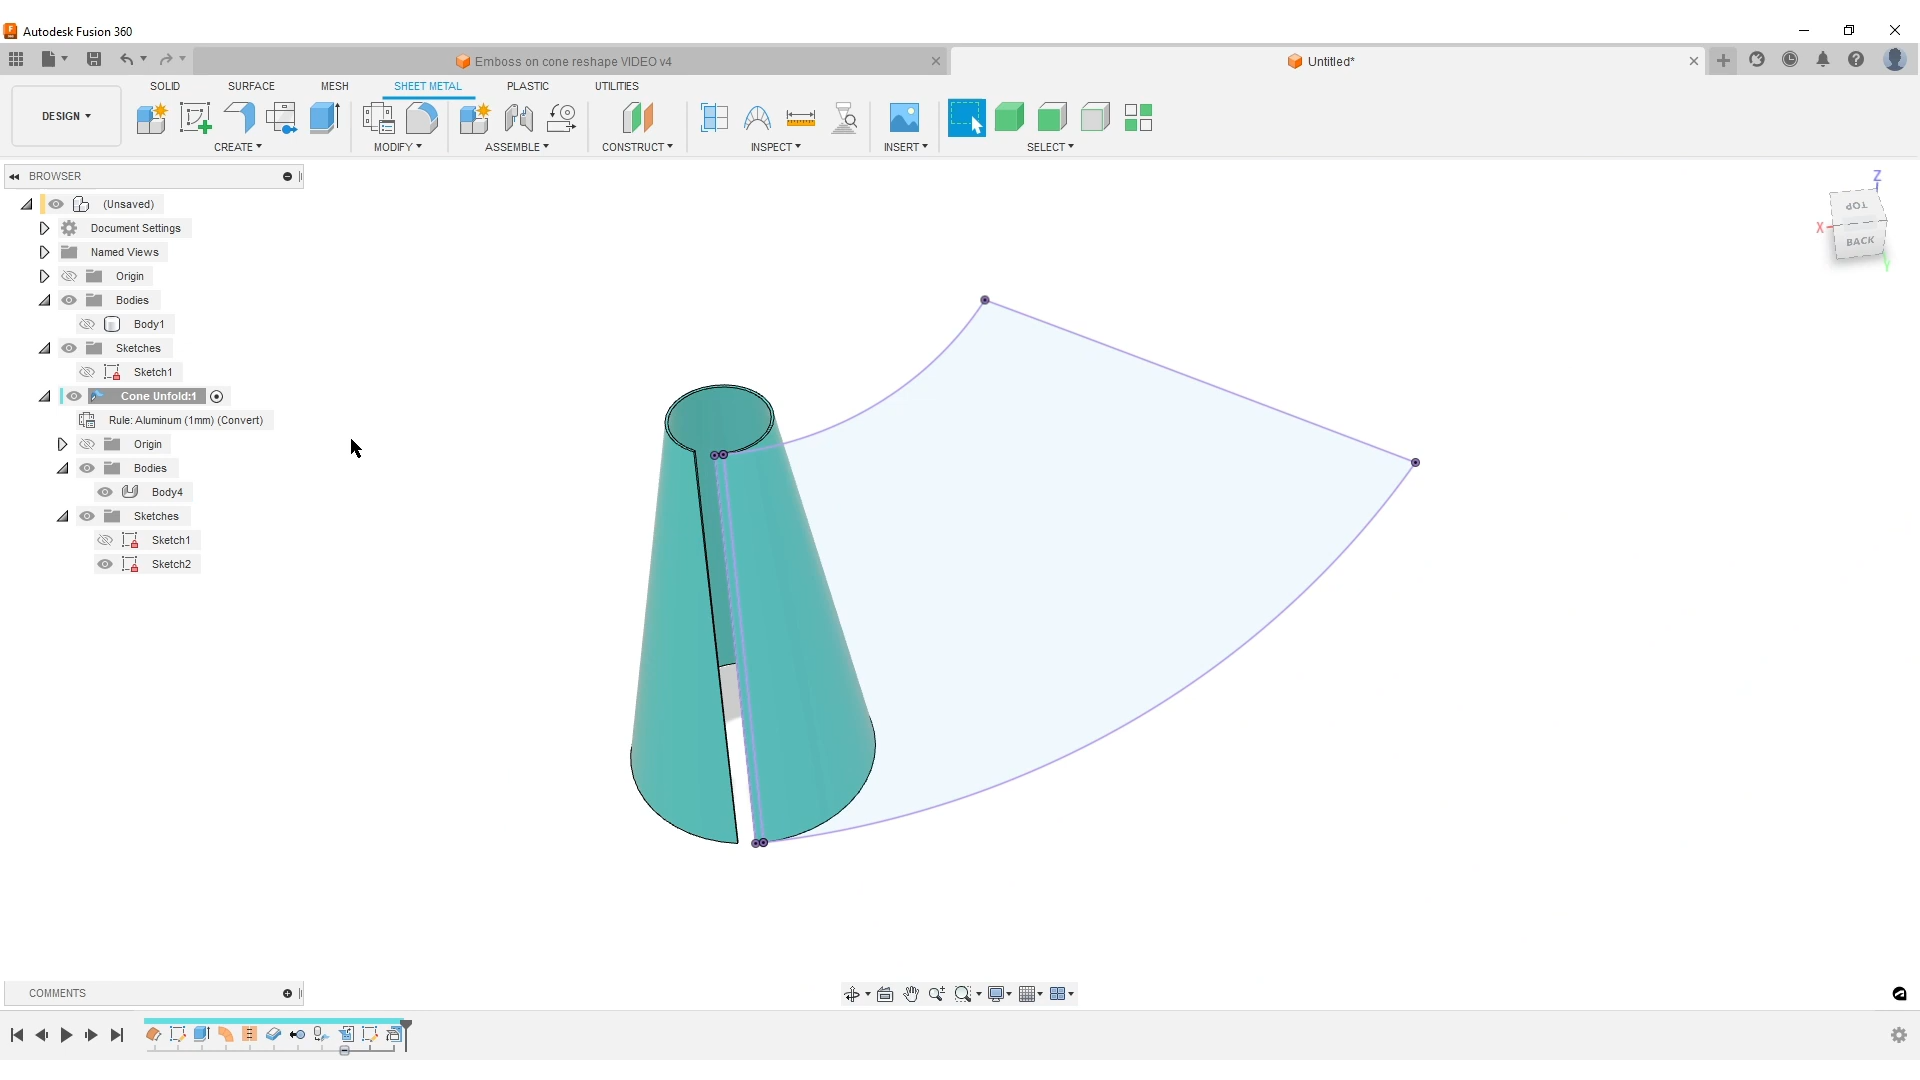 Autodesk Fusion 360
Emboss on cone reshape VIDEO v4
Untitled*
DESIGN
SOLID SURFACE MESH SHEET METAL PLASTIC UTILITIES
CREATE MODIFY ASSEMBLE CONSTRUCT INSPECT INSERT SELECT
BROWSER
(Unsaved)
Document Settings
Named Views
Origin
Bodies
Body1
Sketches
Sketch1
Cone Unfold:1
Rule: Aluminum (1mm) (Convert)
Origin
Bodies
Body4
Sketches
Sketch1
Sketch2
Z
TOP
X
BACK
Y
COMMENTS